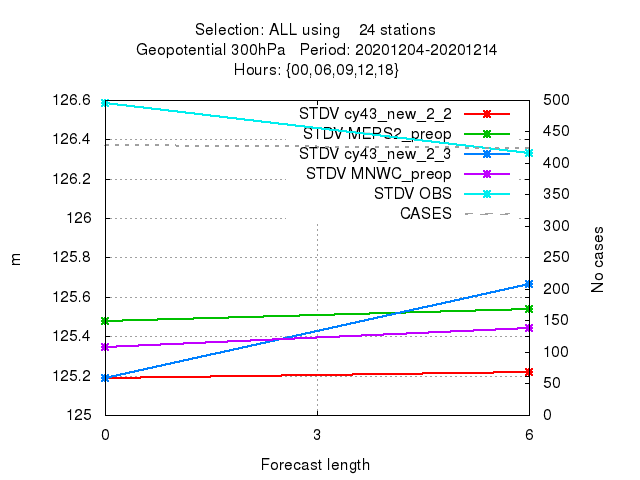 Selection: ALL using 24 stations
Geopotential 300hPa Period: 20201204-20201214
Hours: {00,06,09,12,18}
126.6
126.4
126.2
126
125.8
125.6
125.4
125.2
125
500
450
400
350
300
250
200
150
100
50
0
STDV cy43_new_2_2
STDV MEPS2_preop
STDV cy43_new_2_3
STDV MNWC_preop
STDV OBS
CASES
m
No cases
0 3 6
Forecast length